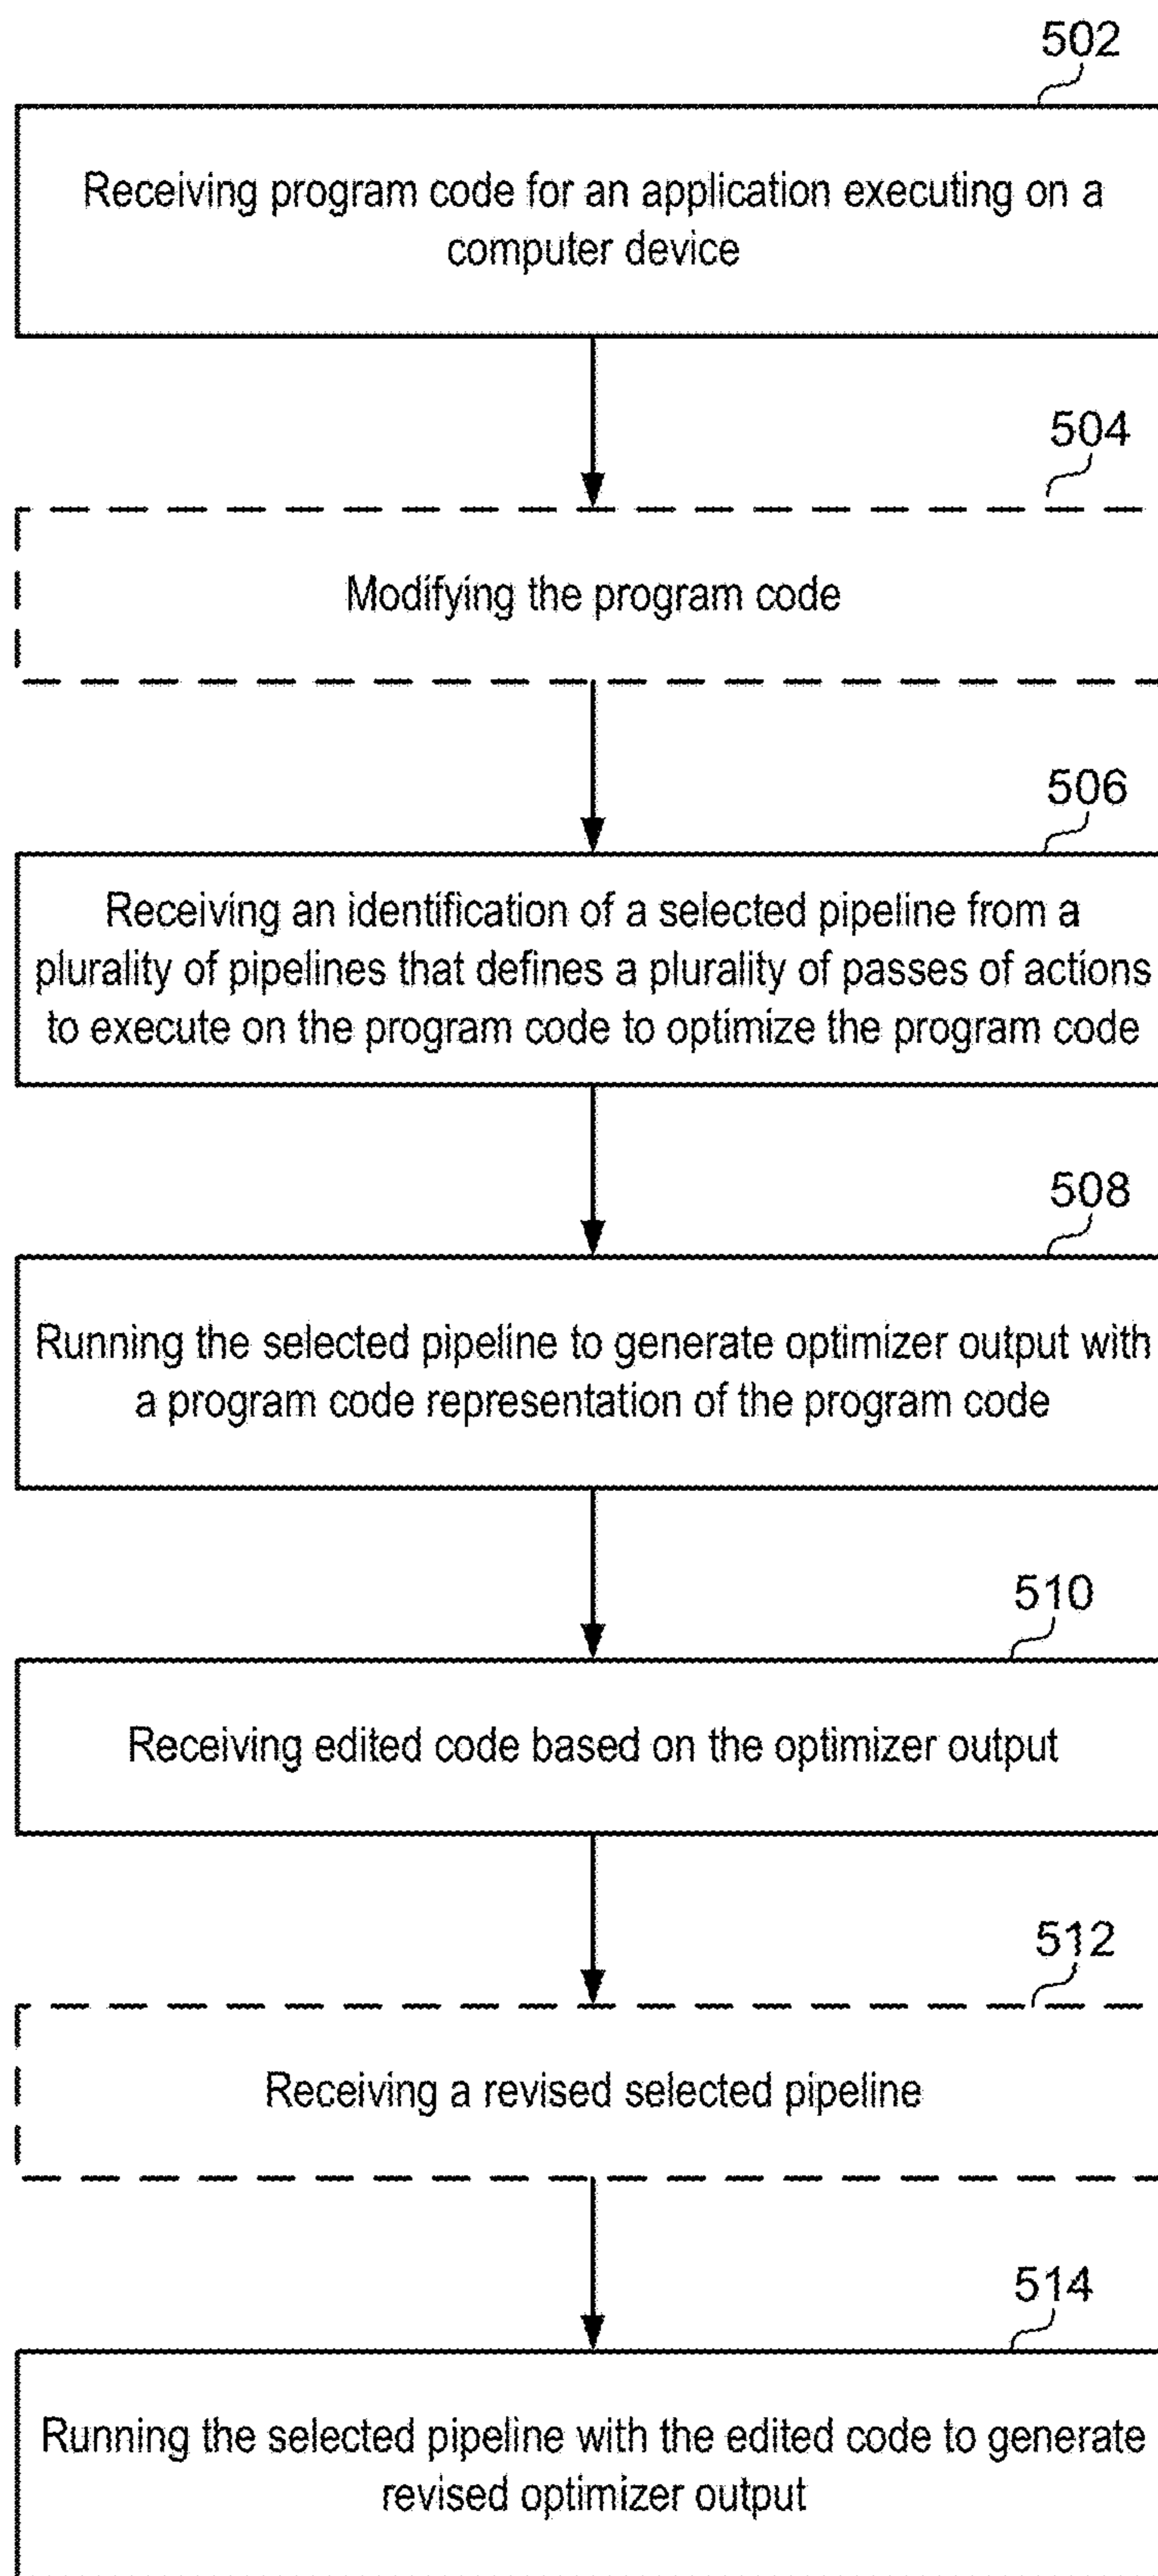 502
Receiving program code for an application executing on a
computer device
504
Modifying the program code
506
Receiving an identification of a selected pipeline from a
plurality of pipelines that defines a plurality of passes of actions
to execute on the program code to optimize the program code
508
Running the selected pipeline to generate optimizer output with
a program code representation of the program code
510
Receiving edited code based on the optimizer output
512
Receiving a revised selected pipeline
514
Running the selected pipeline with the edited code to generate
revised optimizer output